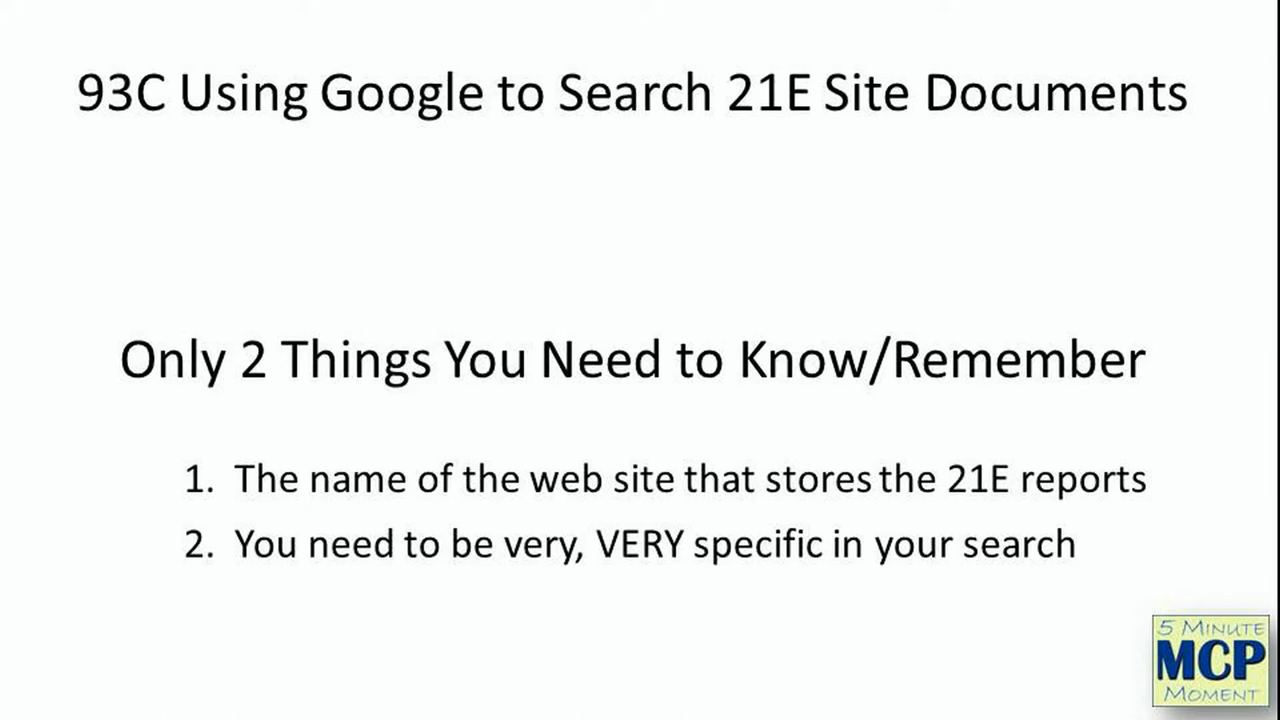 93C Using Google to Search 21E Site Documents
Only 2 Things You Need to Know/Remember
1. The name of the web site that stores the 21E reports
2. You need to be very, VERY specific in your search
5 MINUTE
MCP
MOMENT